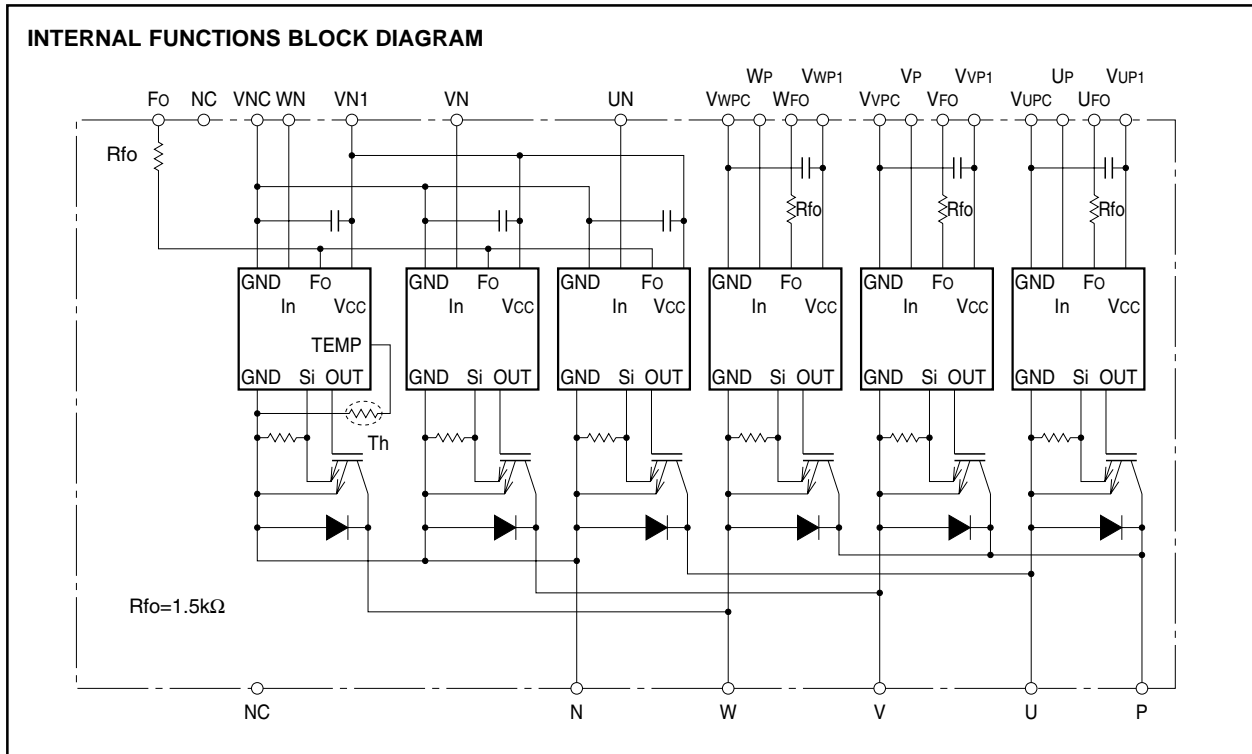 INTERNAL FUNCTIONS BLOCK DIAGRAM
WP VWP1 VP VVP1 UP VUP1
FO NC VNC WN VN1 VN UN VWPC WFO VVPC VFO VUPC UFO
Rfo
Rfo Rfo Rfo
GND FO GND FO GND FO GND FO GND FO GND FO
In VCC In VCC In VCC In VCC In VCC In VCC
TEMP
GND Si OUT GND Si OUT GND Si OUT GND Si OUT GND Si OUT GND Si OUT
Th
Rfo=1.5kΩ
NC N W V U P